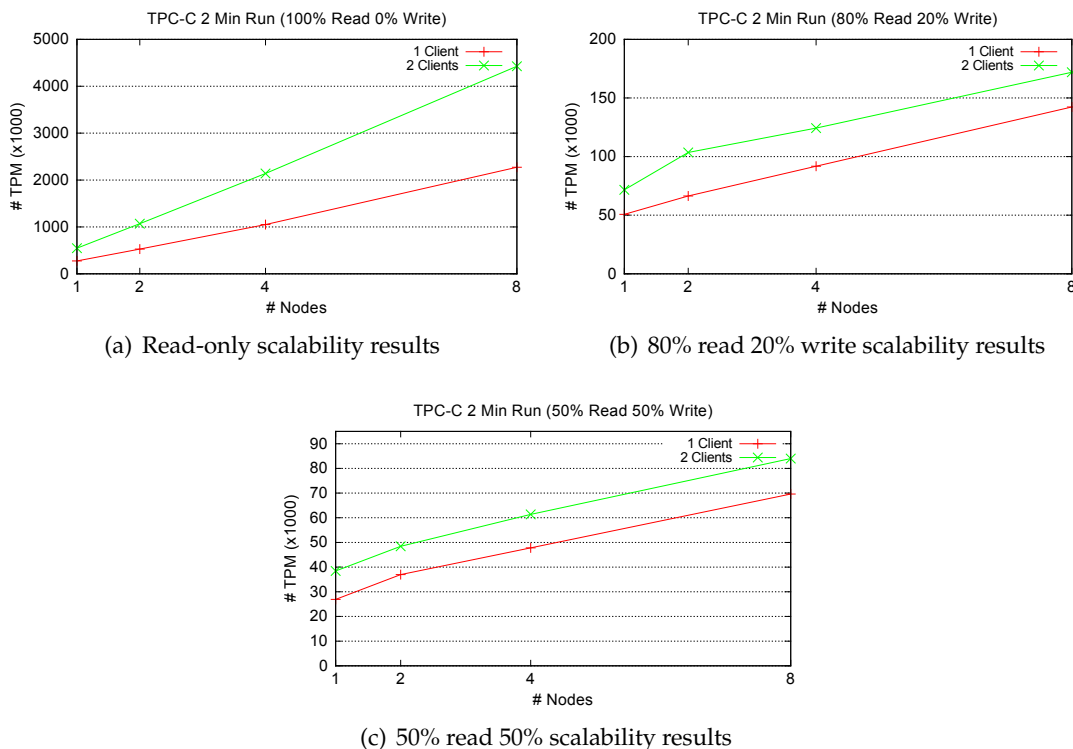 TPC-C 2 Min Run (100% Read 0% Write)
5000
4000
3000
2000
1000
0
# TPM (x1000)
1 Client
2 Clients
1 2 4 8
# Nodes
(a) Read-only scalability results
TPC-C 2 Min Run (80% Read 20% Write)
200
150
100
50
0
# TPM (x1000)
1 Client
2 Clients
1 2 4 8
# Nodes
(b) 80% read 20% write scalability results
TPC-C 2 Min Run (50% Read 50% Write)
90
80
70
60
50
40
30
20
10
0
# TPM (x1000)
1 Client
2 Clients
1 2 4 8
# Nodes
(c) 50% read 50% scalability results